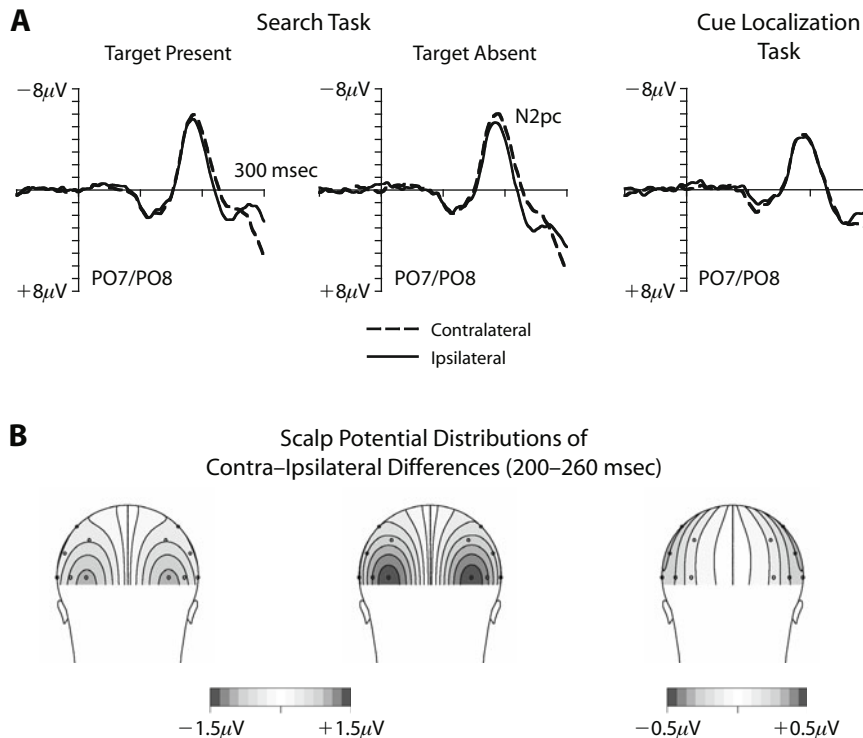 A
Search Task
Cue Localization
Task
Target Present
Target Absent
−8μV
−8μV
−8μV
N2pc
300 msec
+8μV
PO7/PO8
+8μV
PO7/PO8
+8μV
PO7/PO8
Contralateral
Ipsilateral
B
Scalp Potential Distributions of
Contra–Ipsilateral Differences (200–260 msec)
−1.5μV
+1.5μV
−0.5μV
+0.5μV